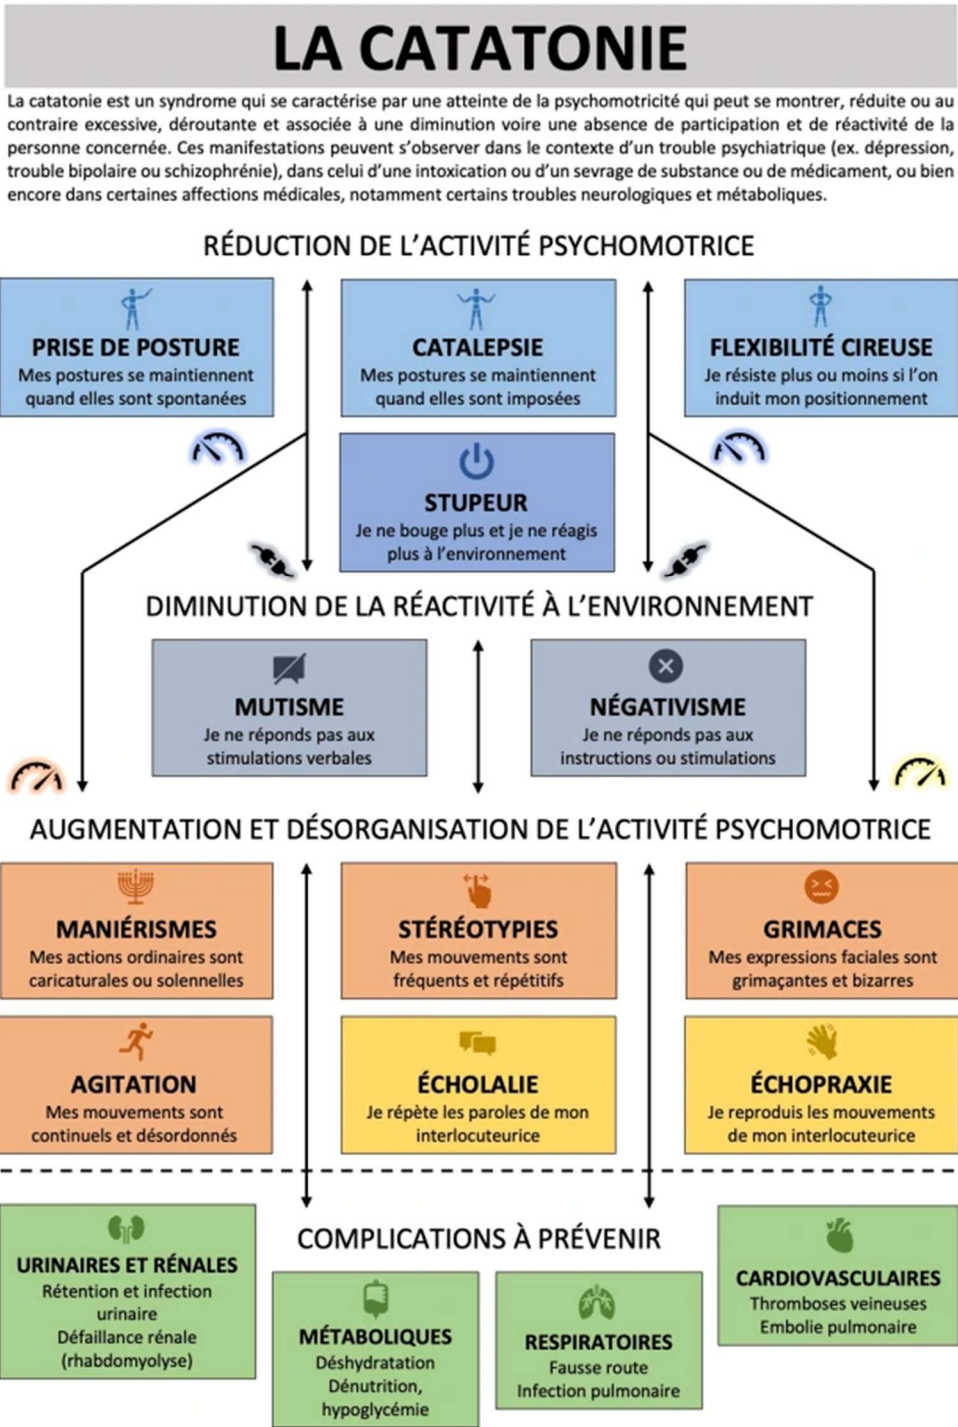 LA CATATONIE
La catatonie est un syndrome qui se caractérise par une atteinte de la psychomotricité qui peut se montrer, réduite ou au
contraire excessive, déroutante et associée à une diminution voire une absence de participation et de réactivité de la
personne concernée. Ces manifestations peuvent s’observer dans le contexte d’un trouble psychiatrique (ex. dépression,
trouble bipolaire ou schizophrénie), dans celui d’une intoxication ou d’un sevrage de substance ou de médicament, ou bien
encore dans certaines affections médicales, notamment certains troubles neurologiques et métaboliques.
RÉDUCTION DE L’ACTIVITÉ PSYCHOMOTRICE
PRISE DE POSTURE
Mes postures se maintiennent
quand elles sont spontanées
CATALEPSIE
Mes postures se maintiennent
quand elles sont imposées
FLEXIBILITÉ CIREUSE
Je résiste plus ou moins si l’on
induit mon positionnement
STUPEUR
Je ne bouge plus et je ne réagis
plus à l’environnement
DIMINUTION DE LA RÉACTIVITÉ À L’ENVIRONNEMENT
MUTISME
Je ne réponds pas aux
stimulations verbales
NÉGATIVISME
Je ne réponds pas aux
instructions ou stimulations
AUGMENTATION ET DÉSORGANISATION DE L’ACTIVITÉ PSYCHOMOTRICE
MANIÉRISMES
Mes actions ordinaires sont
caricaturales ou solennelles
STÉRÉOTYPIES
Mes mouvements sont
fréquents et répétitifs
GRIMACES
Mes expressions faciales sont
grimaçantes et bizarres
AGITATION
Mes mouvements sont
continuels et désordonnés
ÉCHOLALIE
Je répète les paroles de mon
interlocuteurice
ÉCHOPRAXIE
Je reproduis les mouvements
de mon interlocuteurice
COMPLICATIONS À PRÉVENIR
URINAIRES ET RÉNALES
Rétention et infection
urinaire
Défaillance rénale
(rhabdomyolyse)
MÉTABOLIQUES
Déshydratation
Dénutrition,
hypoglycémie
RESPIRATOIRES
Fausse route
Infection pulmonaire
CARDIOVASCULAIRES
Thromboses veineuses
Embolie pulmonaire